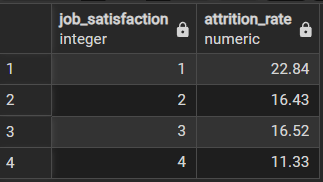 job_satisfaction attrition_rate
integer numeric
1 1 22.84
2 2 16.43
3 3 16.52
4 4 11.33